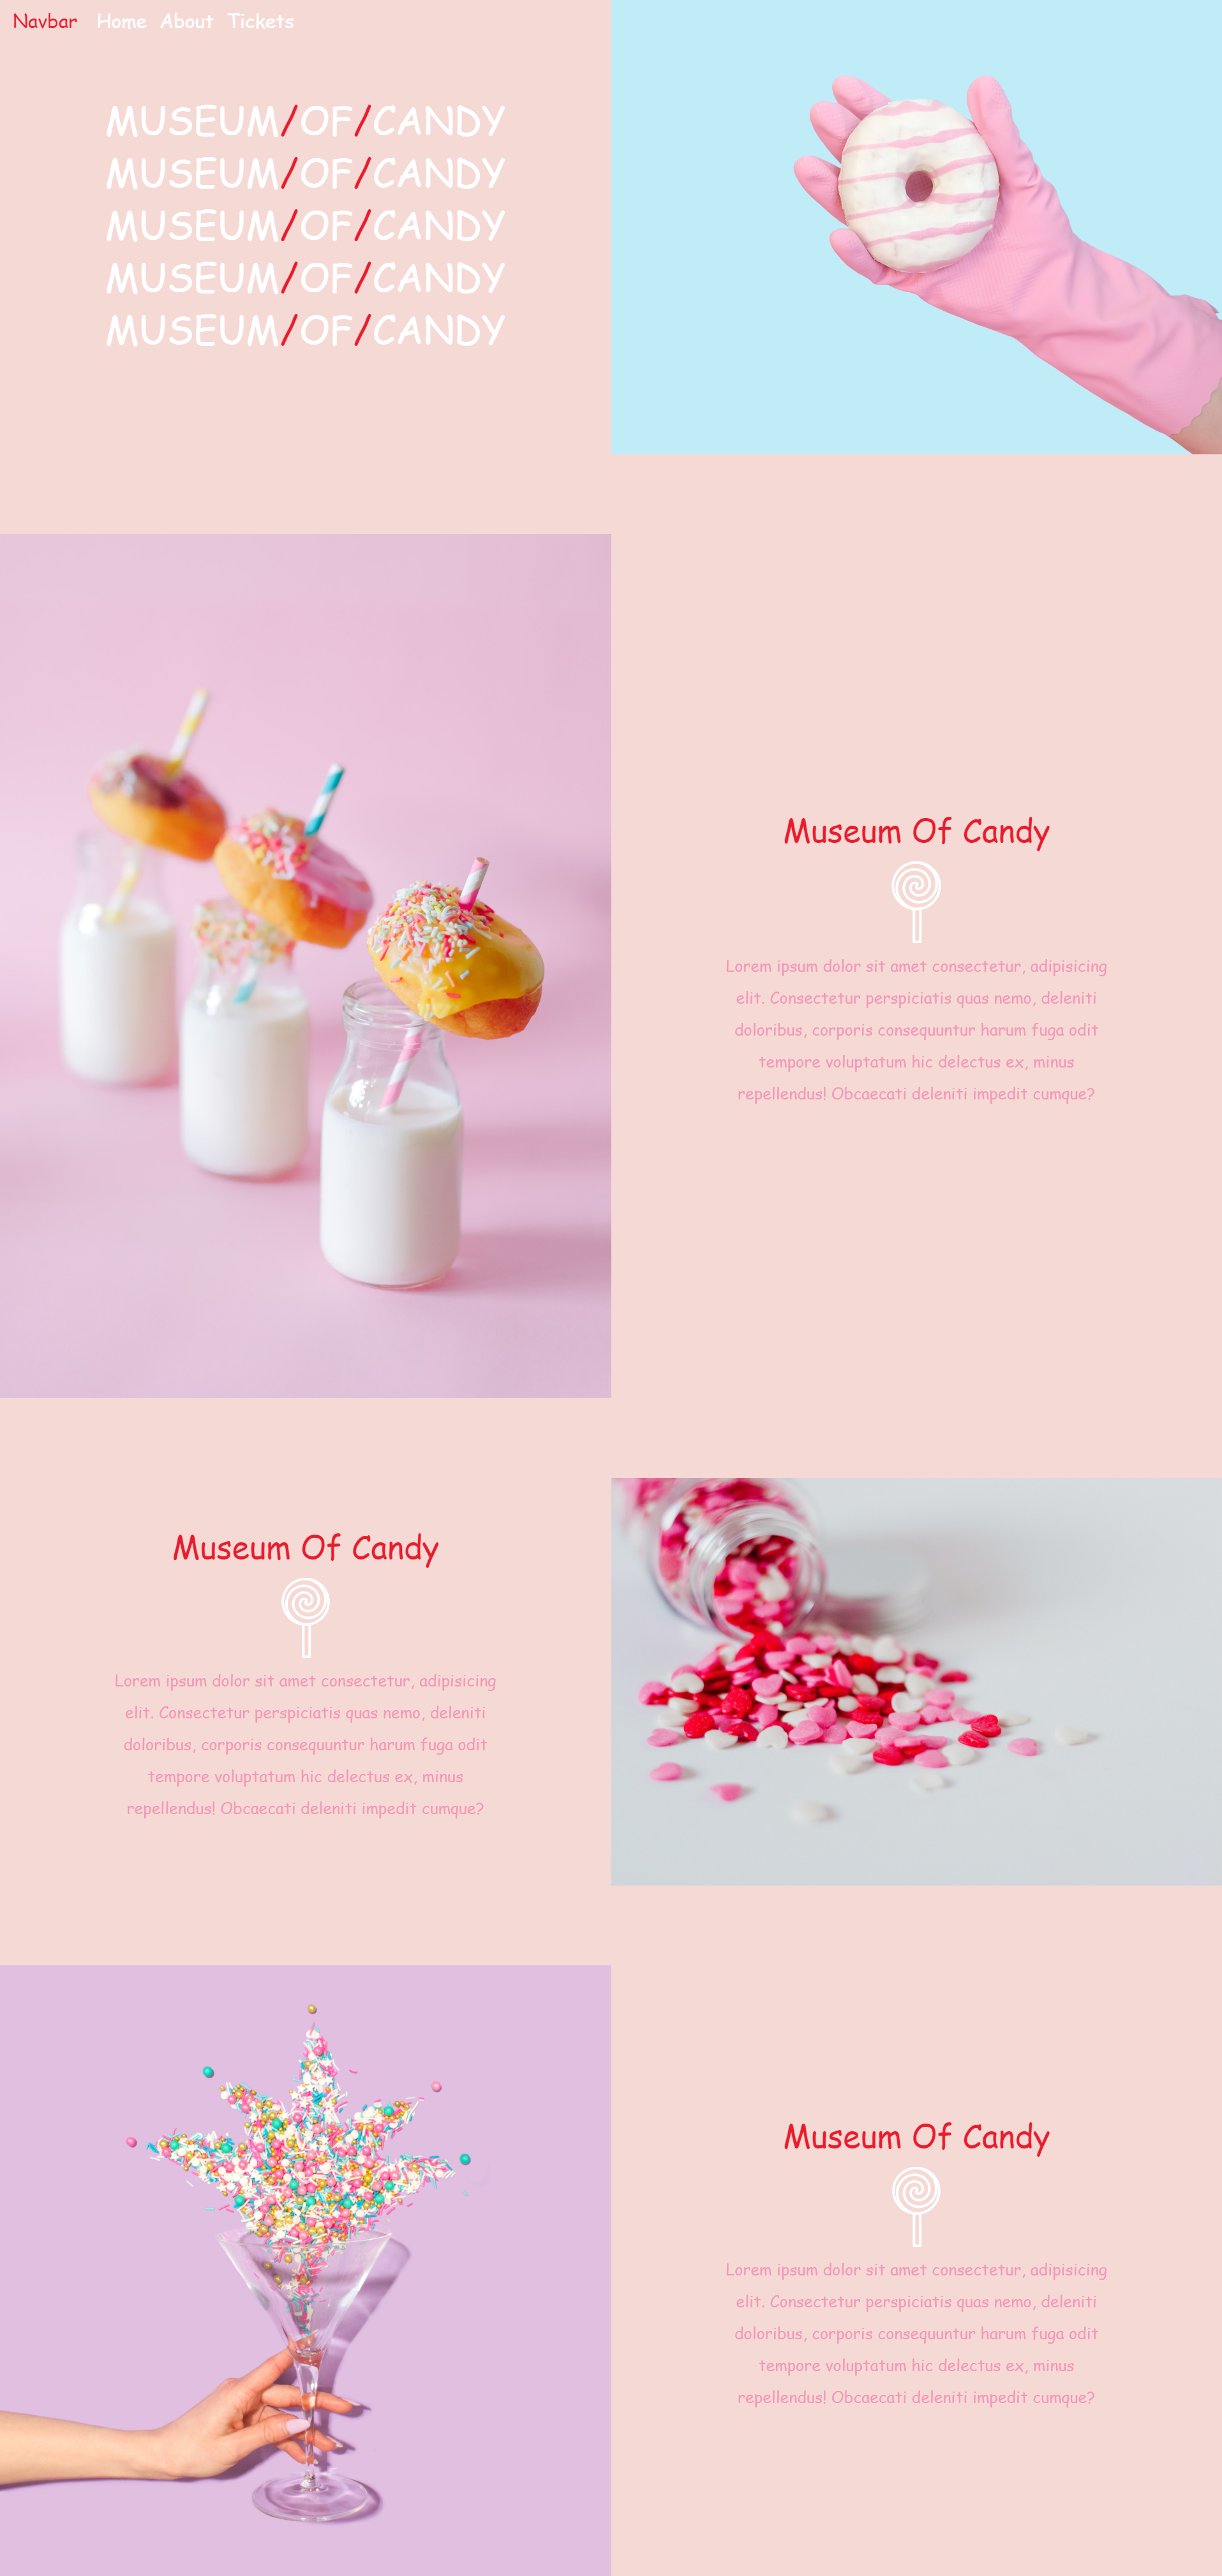 Navbar Home About Tickets
MUSEUM/OF/CANDY
MUSEUM/OF/CANDY
MUSEUM/OF/CANDY
MUSEUM/OF/CANDY
MUSEUM/OF/CANDY
Museum Of Candy
Lorem ipsum dolor sit amet consectetur, adipisicing
elit. Consectetur perspiciatis quas nemo, deleniti
doloribus, corporis consequuntur harum fuga odit
tempore voluptatum hic delectus ex, minus
repellendus! Obcaecati deleniti impedit cumque?
Museum Of Candy
Lorem ipsum dolor sit amet consectetur, adipisicing
elit. Consectetur perspiciatis quas nemo, deleniti
doloribus, corporis consequuntur harum fuga odit
tempore voluptatum hic delectus ex, minus
repellendus! Obcaecati deleniti impedit cumque?
Museum Of Candy
Lorem ipsum dolor sit amet consectetur, adipisicing
elit. Consectetur perspiciatis quas nemo, deleniti
doloribus, corporis consequuntur harum fuga odit
tempore voluptatum hic delectus ex, minus
repellendus! Obcaecati deleniti impedit cumque?